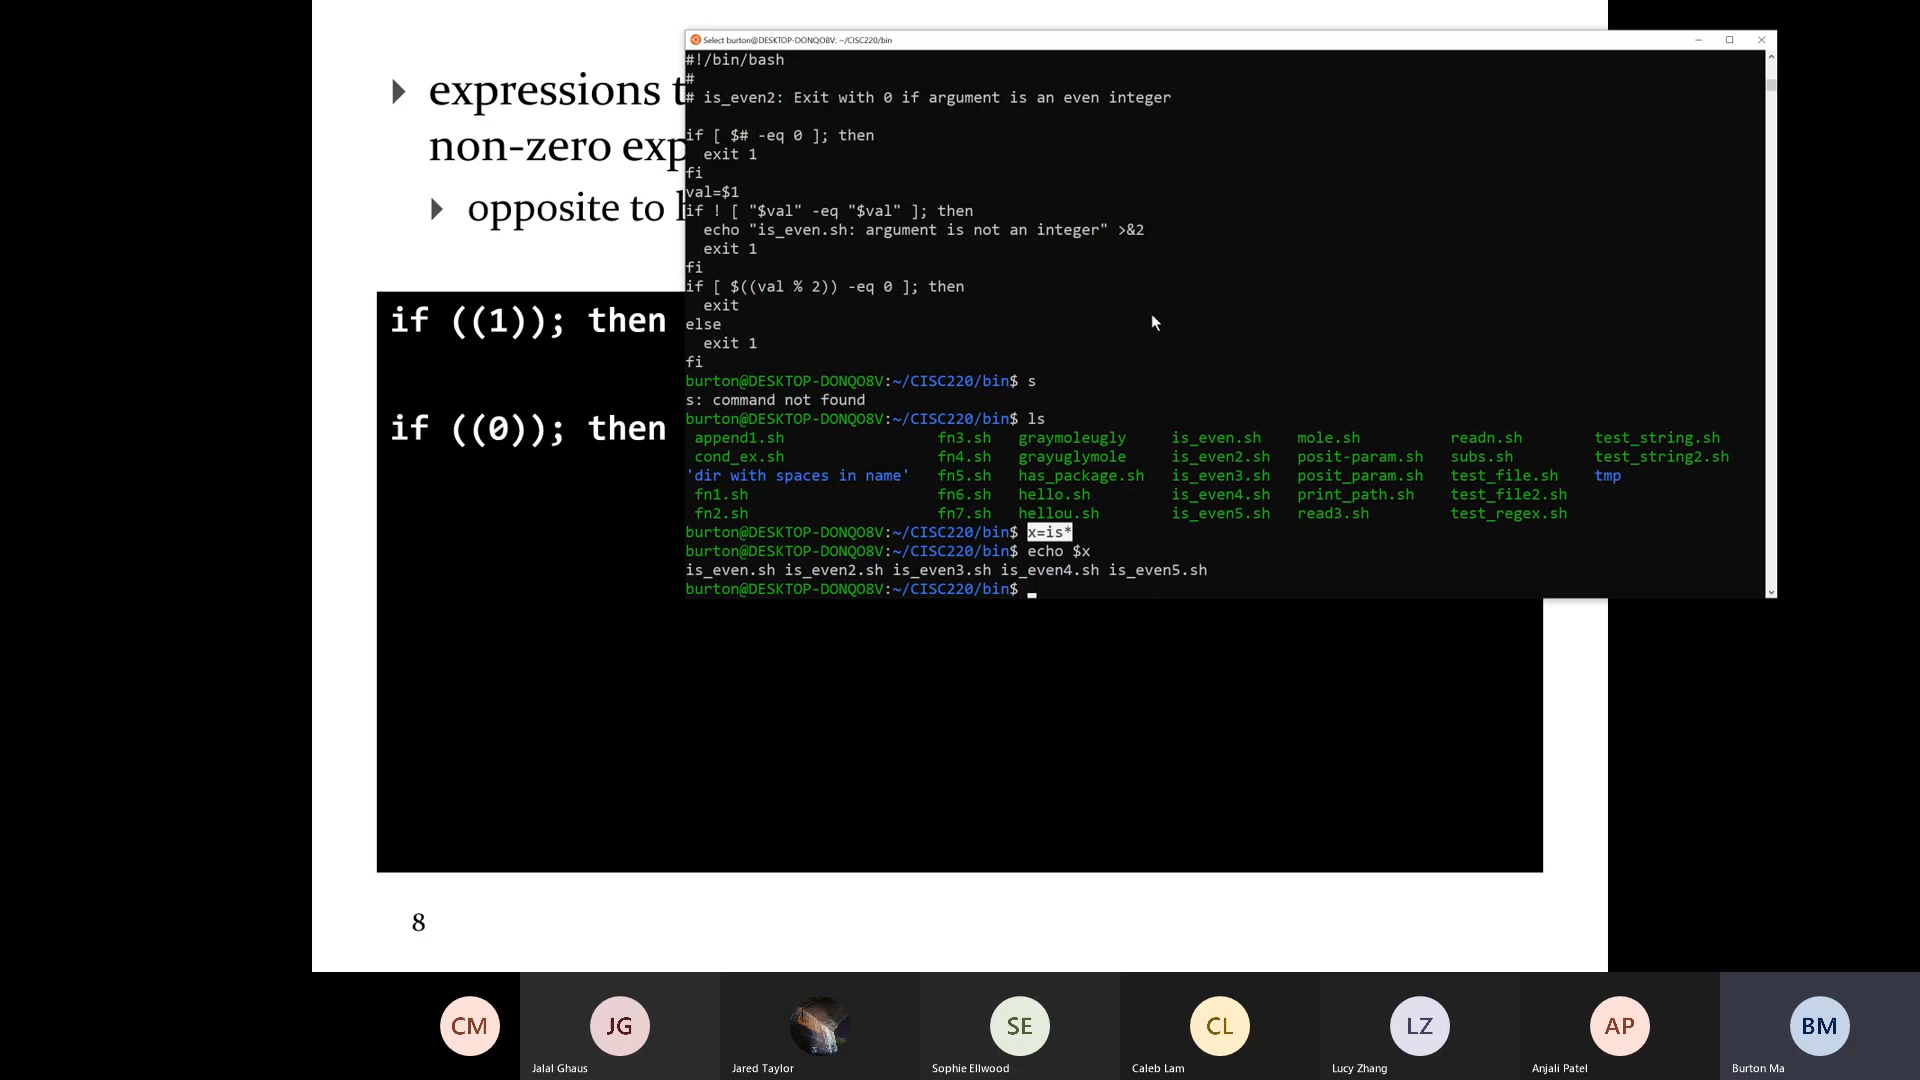 expressions t
non-zero exp
opposite to h
if ((1)); then
if ((0)); then
8
Select burton@DESKTOP-DONQO8V: ~/CISC220/bin
#!/bin/bash
#
# is_even2: Exit with 0 if argument is an even integer
if [ $# -eq 0 ]; then
  exit 1
fi
val=$1
if ! [ "$val" -eq "$val" ]; then
  echo "is_even.sh: argument is not an integer" >&2
  exit 1
fi
if [ $((val % 2)) -eq 0 ]; then
  exit
else
  exit 1
fi
burton@DESKTOP-DONQO8V:~/CISC220/bin$ s
s: command not found
burton@DESKTOP-DONQO8V:~/CISC220/bin$ ls
append1.sh fn3.sh graymoleugly is_even.sh mole.sh readn.sh test_string.sh
cond_ex.sh fn4.sh grayuglymole is_even2.sh posit-param.sh subs.sh test_string2.sh
'dir with spaces in name' fn5.sh has_package.sh is_even3.sh posit_param.sh test_file.sh tmp
fn1.sh fn6.sh hello.sh is_even4.sh print_path.sh test_file2.sh
fn2.sh fn7.sh hellou.sh is_even5.sh read3.sh test_regex.sh
burton@DESKTOP-DONQO8V:~/CISC220/bin$ x=is*
burton@DESKTOP-DONQO8V:~/CISC220/bin$ echo $x
is_even.sh is_even2.sh is_even3.sh is_even4.sh is_even5.sh
burton@DESKTOP-DONQO8V:~/CISC220/bin$
CM JG SE CL LZ AP BM
Jalal Ghaus Jared Taylor Sophie Ellwood Caleb Lam Lucy Zhang Anjali Patel Burton Ma